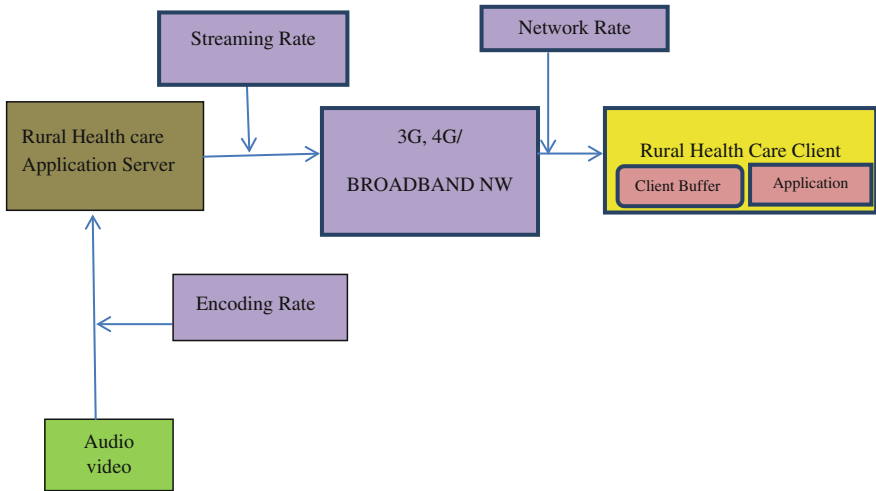 Streaming Rate
Network Rate
Rural Health care
Application Server
3G, 4G/
BROADBAND NW
Rural Health Care Client
Client Buffer
Application
Encoding Rate
Audio
video